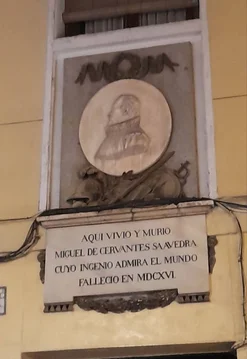 AQUI VIVIO Y MURIO
MIGUEL DE CERVANTES SAAVEDRA
CUYO INGENIO ADMIRA EL MUNDO
FALLECIO EN MDCXVI.